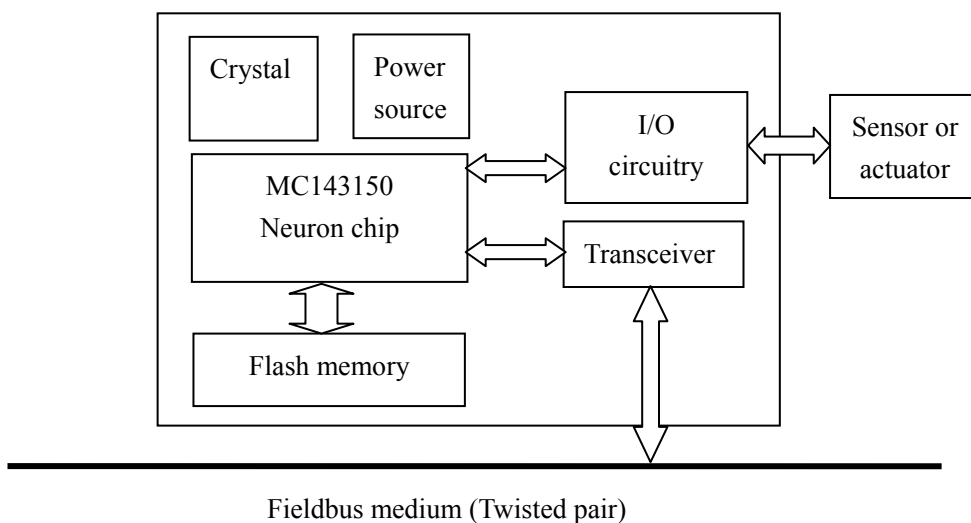 Crystal
Power
source
I/O
circuitry
Sensor or
actuator
MC143150
Neuron chip
Transceiver
Flash memory
Fieldbus medium (Twisted pair)